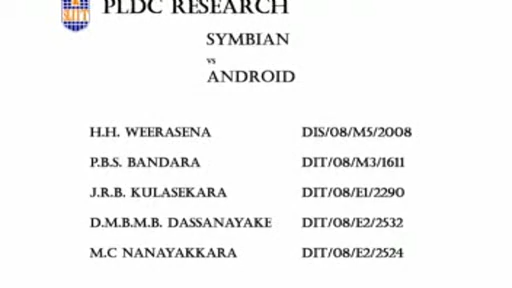 PLDC RESEARCH
SYMBIAN
VS
ANDROID
H.H. WEERASENA DIS/08/M5/2008
P.B.S. BANDARA DIT/08/M3/1611
J.R.B. KULASEKARA DIT/08/E1/2290
D.M.B.M.B. DASSANAYAKE DIT/08/E2/2532
M.C NANAYAKKARA DIT/08/E2/2524